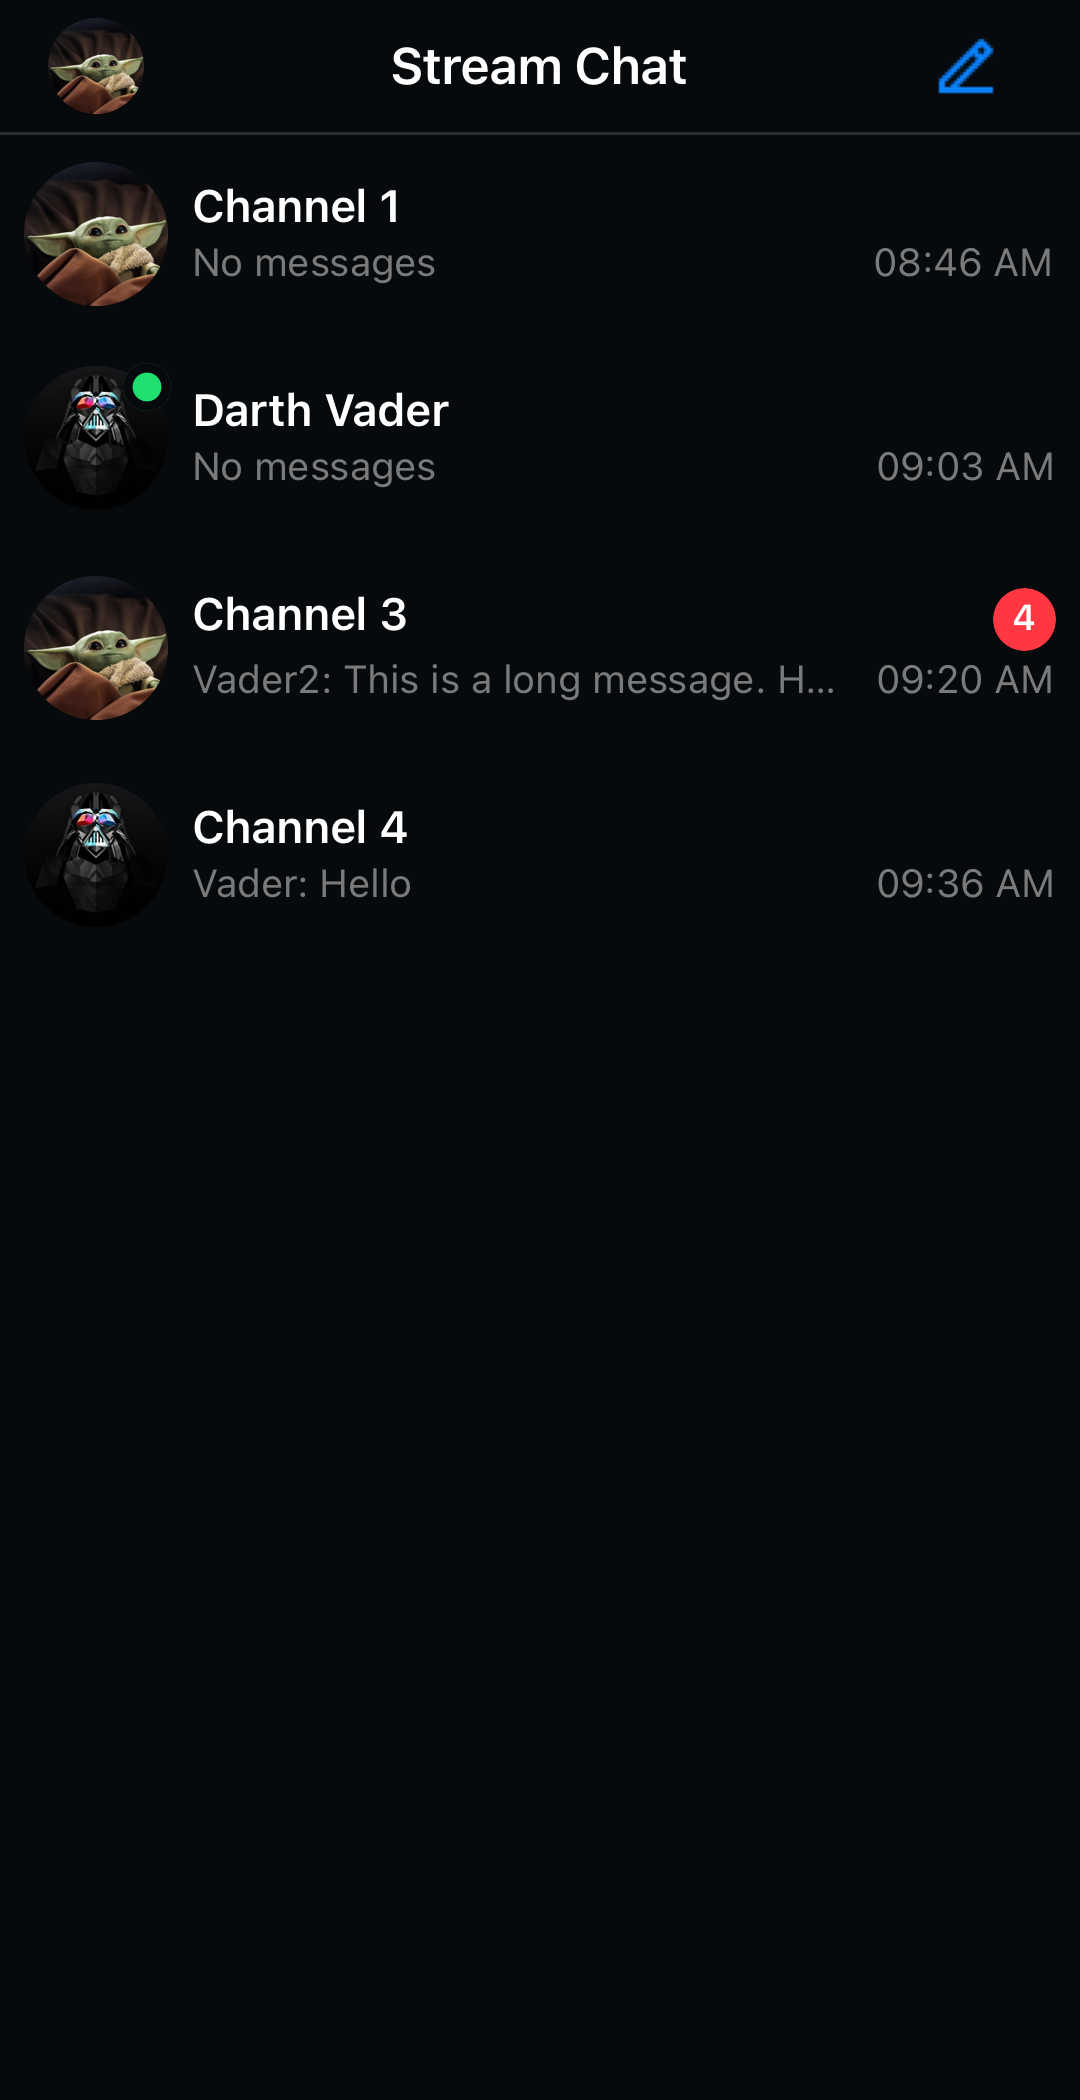 Stream Chat
Channel 1
No messages
08:46 AM
Darth Vader
No messages
09:03 AM
Channel 3
4
Vader2: This is a long message. H...
09:20 AM
Channel 4
Vader: Hello
09:36 AM